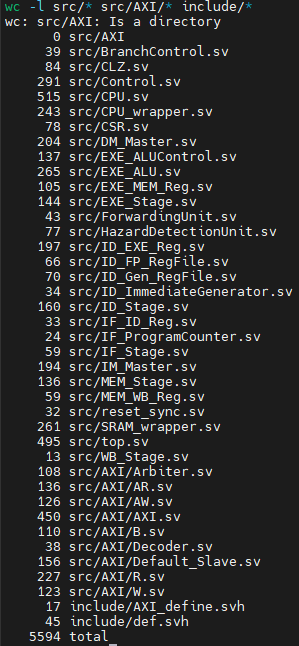 wc -l src/* src/AXI/* include/*
wc: src/AXI: Is a directory
0 src/AXI
39 src/BranchControl.sv
84 src/CLZ.sv
291 src/Control.sv
515 src/CPU.sv
243 src/CPU_wrapper.sv
78 src/CSR.sv
204 src/DM_Master.sv
137 src/EXE_ALUControl.sv
265 src/EXE_ALU.sv
105 src/EXE_MEM_Reg.sv
144 src/EXE_Stage.sv
43 src/ForwardingUnit.sv
77 src/HazardDetectionUnit.sv
197 src/ID_EXE_Reg.sv
66 src/ID_FP_RegFile.sv
70 src/ID_Gen_RegFile.sv
34 src/ID_ImmediateGenerator.sv
160 src/ID_Stage.sv
33 src/IF_ID_Reg.sv
24 src/IF_ProgramCounter.sv
59 src/IF_Stage.sv
194 src/IM_Master.sv
136 src/MEM_Stage.sv
59 src/MEM_WB_Reg.sv
32 src/reset_sync.sv
261 src/SRAM_wrapper.sv
495 src/top.sv
13 src/WB_Stage.sv
108 src/AXI/Arbiter.sv
136 src/AXI/AR.sv
126 src/AXI/AW.sv
450 src/AXI/AXI.sv
110 src/AXI/B.sv
38 src/AXI/Decoder.sv
156 src/AXI/Default_Slave.sv
227 src/AXI/R.sv
123 src/AXI/W.sv
17 include/AXI_define.svh
45 include/def.svh
5594 total